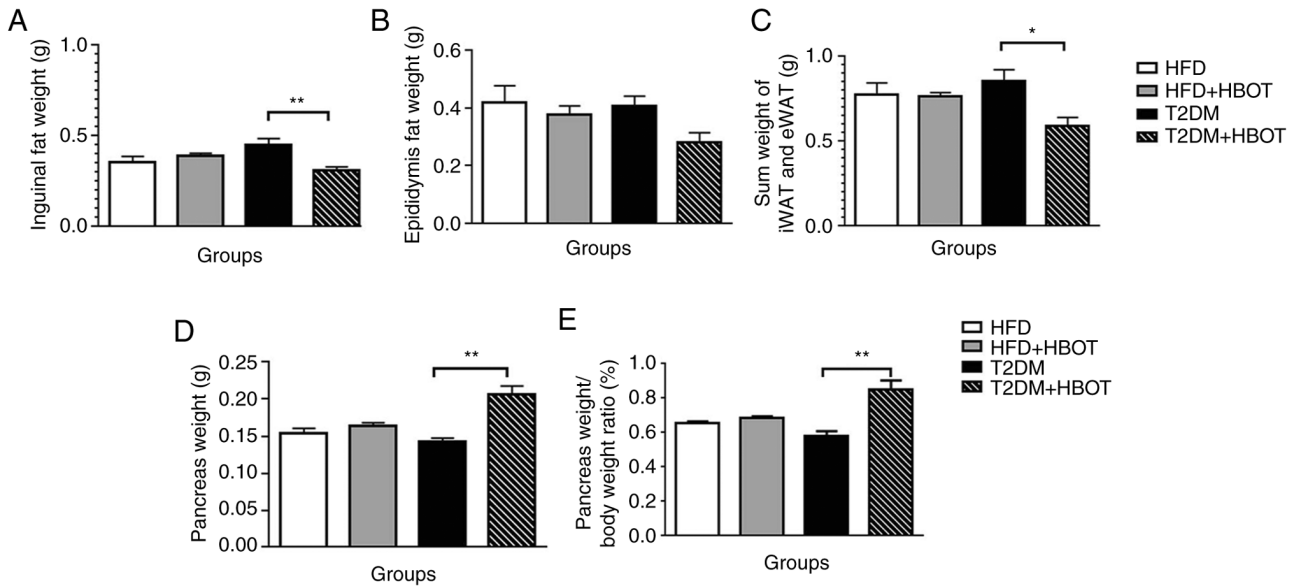 A
Inguinal fat weight (g)
1.0
0.5
0.0
**
Groups
B
Epididymis fat weight (g)
0.6
0.4
0.2
0.0
Groups
C
Sum weight of
iWAT and eWAT (g)
1.0
0.5
0.0
*
Groups
HFD
HFD+HBOT
T2DM
T2DM+HBOT
D
Pancreas weight (g)
0.25
0.20
0.15
0.10
0.05
0.00
**
Groups
E
Pancreas weight/
body weight ratio (%)
1.0
0.8
0.6
0.4
0.2
0.0
**
Groups
HFD
HFD+HBOT
T2DM
T2DM+HBOT